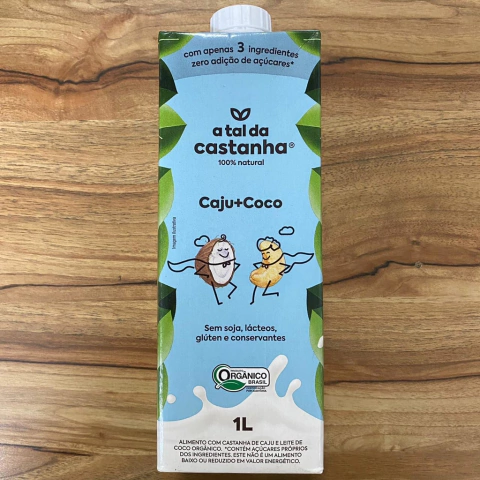 com apenas 3 ingredientes
zero adição de açúcares*
a tal da
castanha®
100% natural
Caju+Coco
Imagem ilustrativa
Sem soja, lácteos,
glúten e conservantes
PRODUTO
ORGÂNICO
BRASIL
1L
ALIMENTO COM CASTANHA DE CAJU E LEITE DE
COCO ORGÂNICO. *CONTÉM AÇÚCARES PRÓPRIOS
DOS INGREDIENTES. ESTE NÃO É UM ALIMENTO
BAIXO OU REDUZIDO EM VALOR ENERGÉTICO.